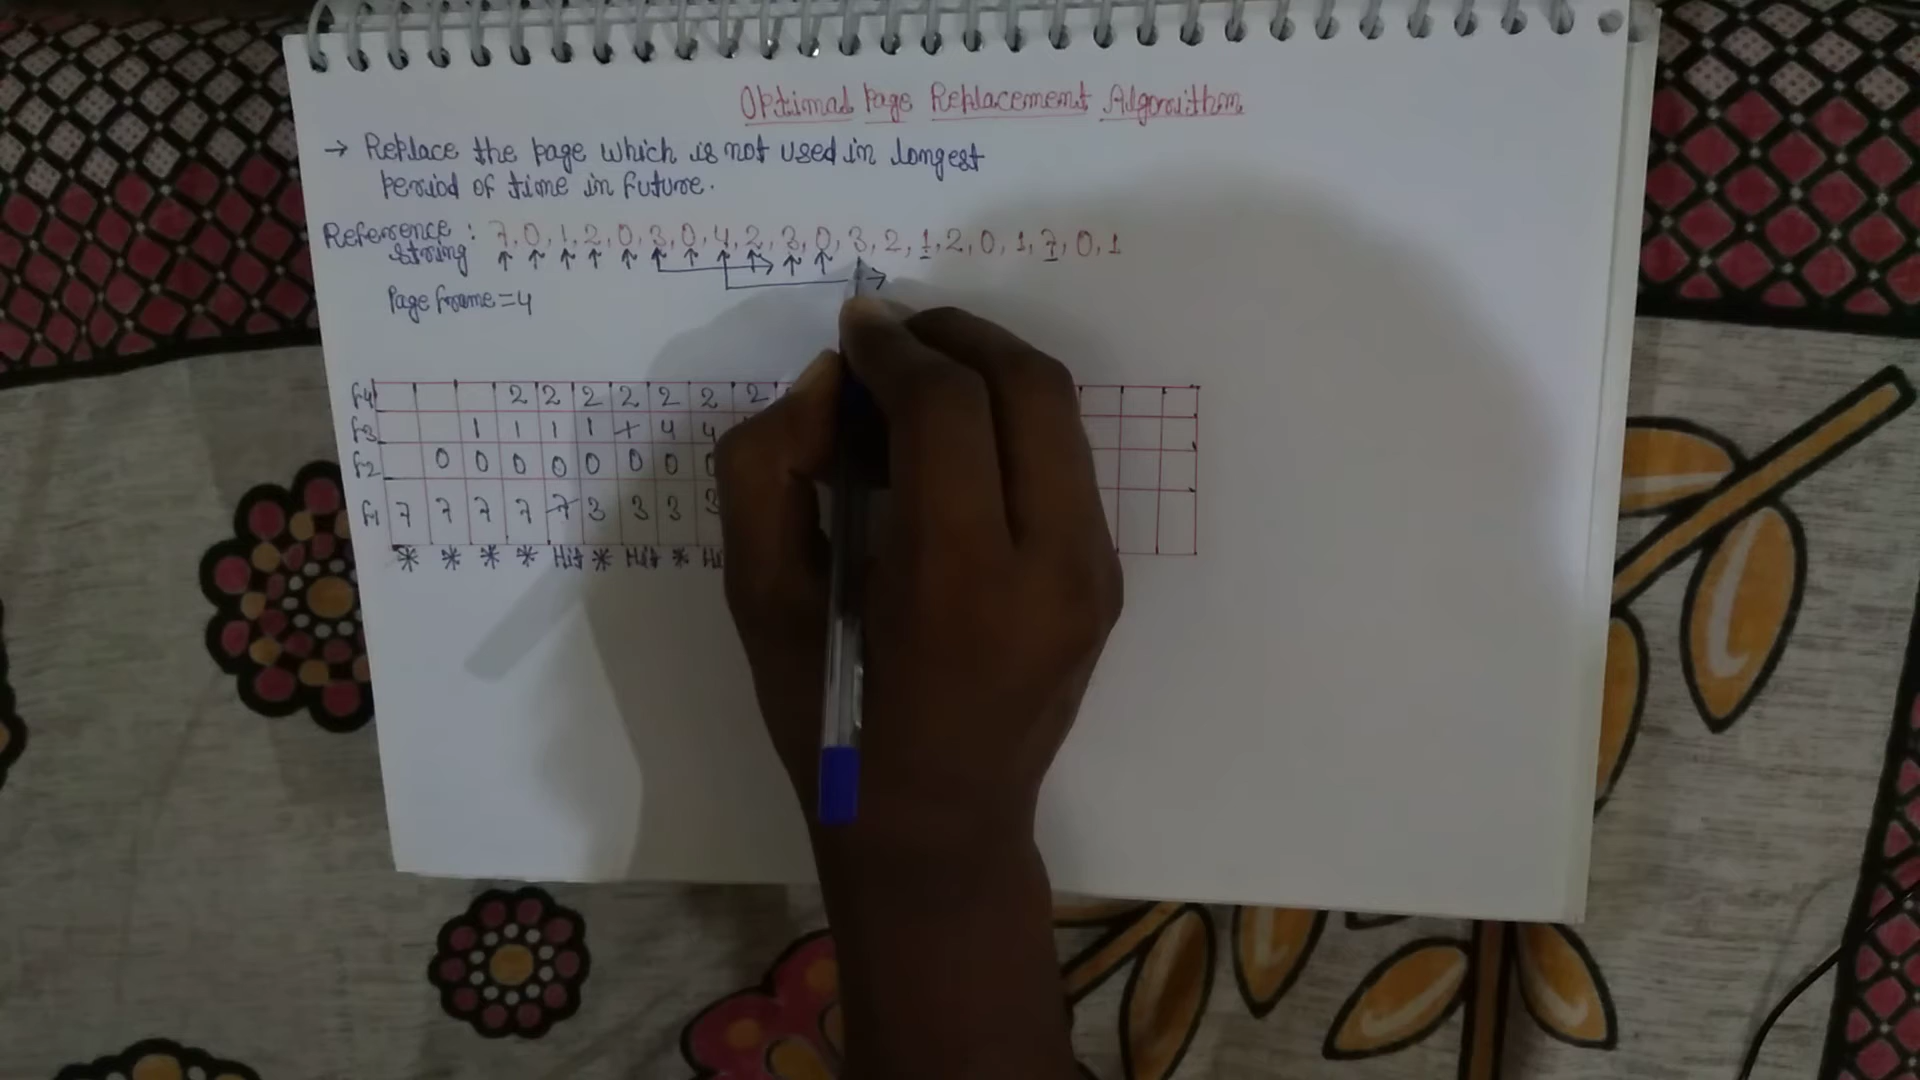 Optimal Page Replacement Algorithm
→ Replace the page which is not used in longest
period of time in future.
Reference : 7, 0, 1, 2, 0, 3, 0, 4, 2, 3, 0, 3, 2, 1, 2, 0, 1, 7, 0, 1
string
Page frame = 4
f4 2 2 2 2 2 2 2
f3 1 1 1 1 1 4 4
f2 0 0 0 0 0 0 0
f1 7 7 7 7 7 3 3 3 3
* * * * Hit * Hit *